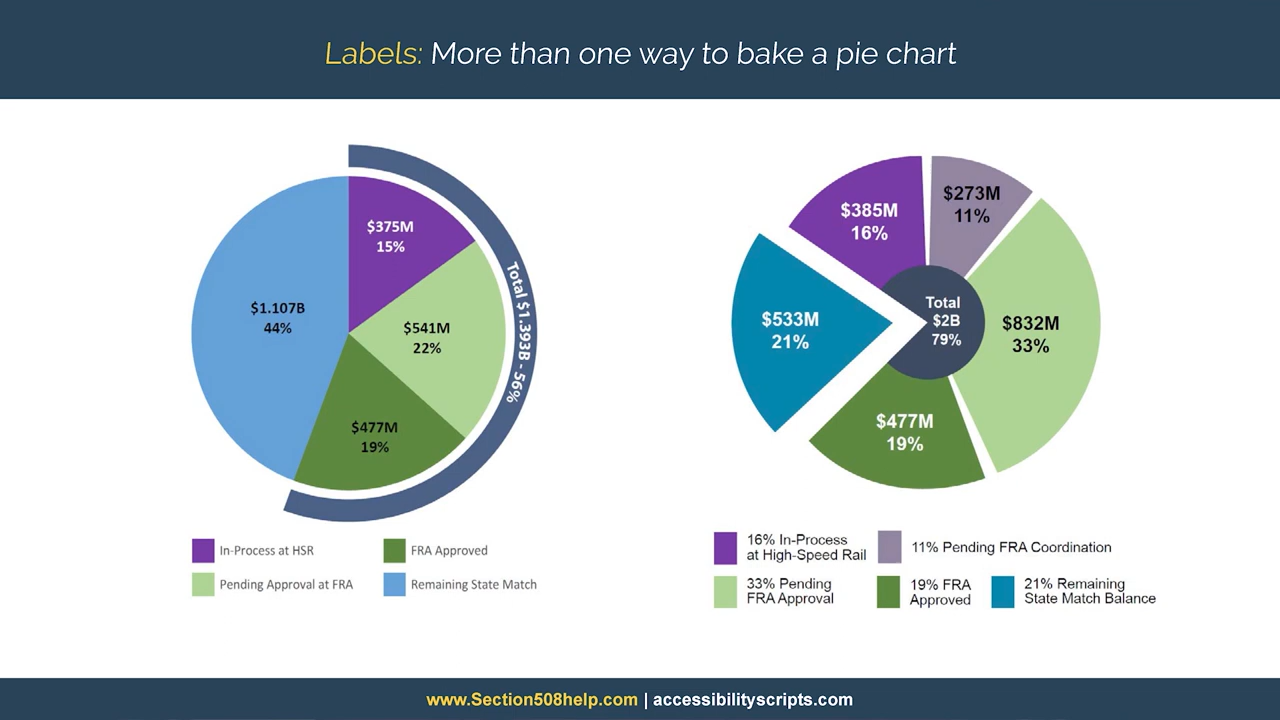 Labels: More than one way to bake a pie chart
$375M
15%
$541M
22%
$477M
19%
$1.107B
44%
Total $1.393B - 56%
In-Process at HSR
FRA Approved
Pending Approval at FRA
Remaining State Match
$273M
11%
$832M
33%
$477M
19%
$533M
21%
$385M
16%
Total
$2B
79%
16% In-Process
at High-Speed Rail
11% Pending FRA Coordination
33% Pending
FRA Approval
19% FRA
Approved
21% Remaining
State Match Balance
www.Section508help.com | accessibilityscripts.com